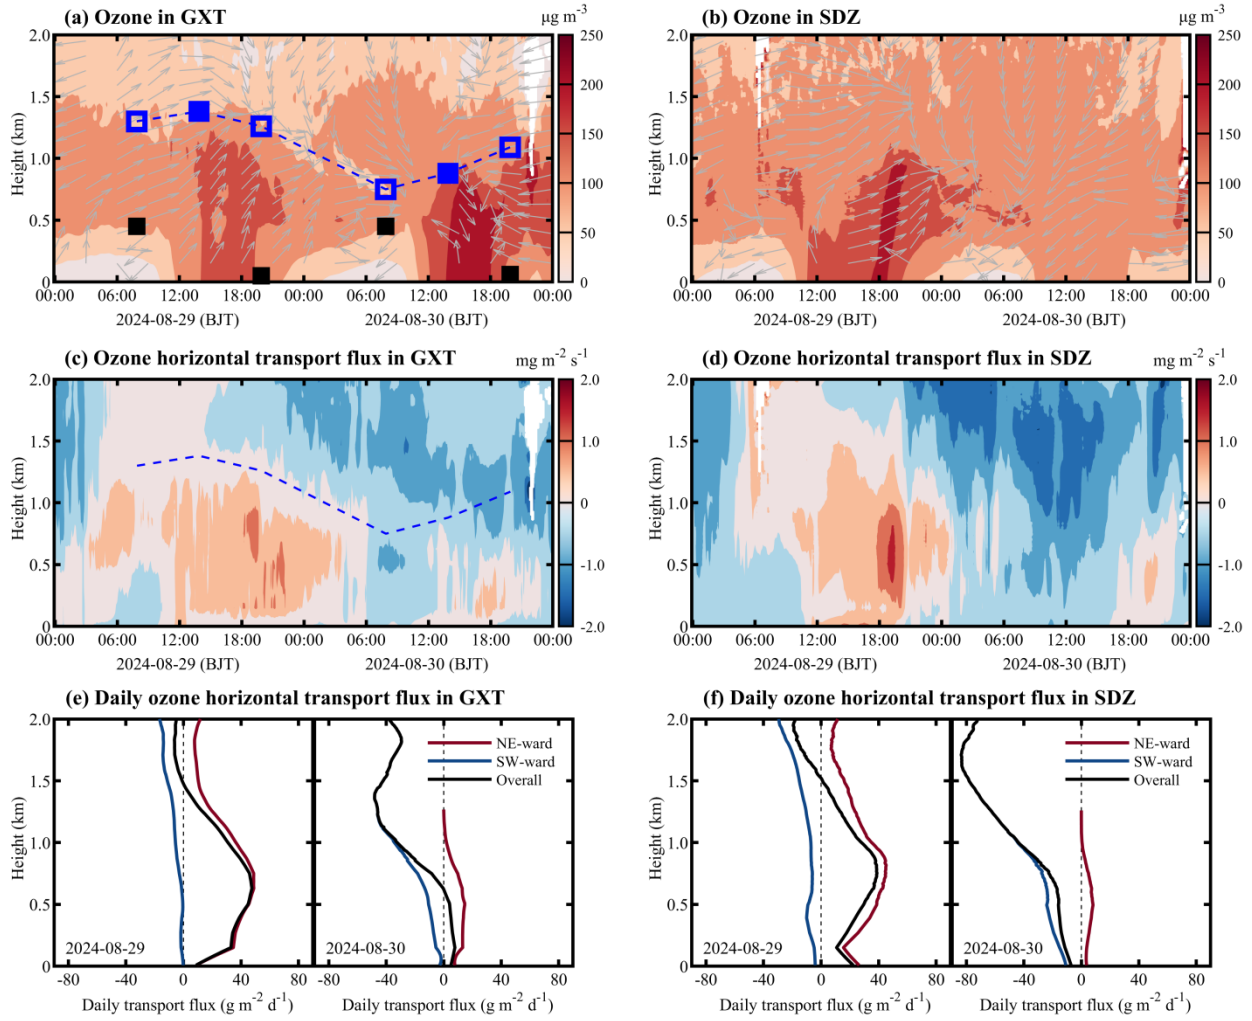 (a) Ozone in GXT
μg m-3
(b) Ozone in SDZ
μg m-3
2.0
1.5
1.0
0.5
0
Height (km)
250
200
150
100
50
0
00:00 06:00 12:00 18:00 00:00 06:00 12:00 18:00 00:00
2024-08-29 (BJT) 2024-08-30 (BJT)
2.0
1.5
1.0
0.5
0
Height (km)
250
200
150
100
50
0
00:00 06:00 12:00 18:00 00:00 06:00 12:00 18:00 00:00
2024-08-29 (BJT) 2024-08-30 (BJT)
(c) Ozone horizontal transport flux in GXT
mg m-2 s-1
(d) Ozone horizontal transport flux in SDZ
mg m-2 s-1
2.0
1.5
1.0
0.5
0
Height (km)
2.0
1.0
0
-1.0
-2.0
00:00 06:00 12:00 18:00 00:00 06:00 12:00 18:00 00:00
2024-08-29 (BJT) 2024-08-30 (BJT)
2.0
1.5
1.0
0.5
0
Height (km)
2.0
1.0
0
-1.0
-2.0
00:00 06:00 12:00 18:00 00:00 06:00 12:00 18:00 00:00
2024-08-29 (BJT) 2024-08-30 (BJT)
(e) Daily ozone horizontal transport flux in GXT
(f) Daily ozone horizontal transport flux in SDZ
2.0
1.5
1.0
0.5
0
Height (km)
NE-ward
SW-ward
Overall
2024-08-29
2024-08-30
-80 -40 0 40 80 -80 -40 0 40 80
Daily transport flux (g m-2 d-1) Daily transport flux (g m-2 d-1)
2.0
1.5
1.0
0.5
0
Height (km)
NE-ward
SW-ward
Overall
2024-08-29
2024-08-30
-80 -40 0 40 80 -80 -40 0 40 80
Daily transport flux (g m-2 d-1) Daily transport flux (g m-2 d-1)